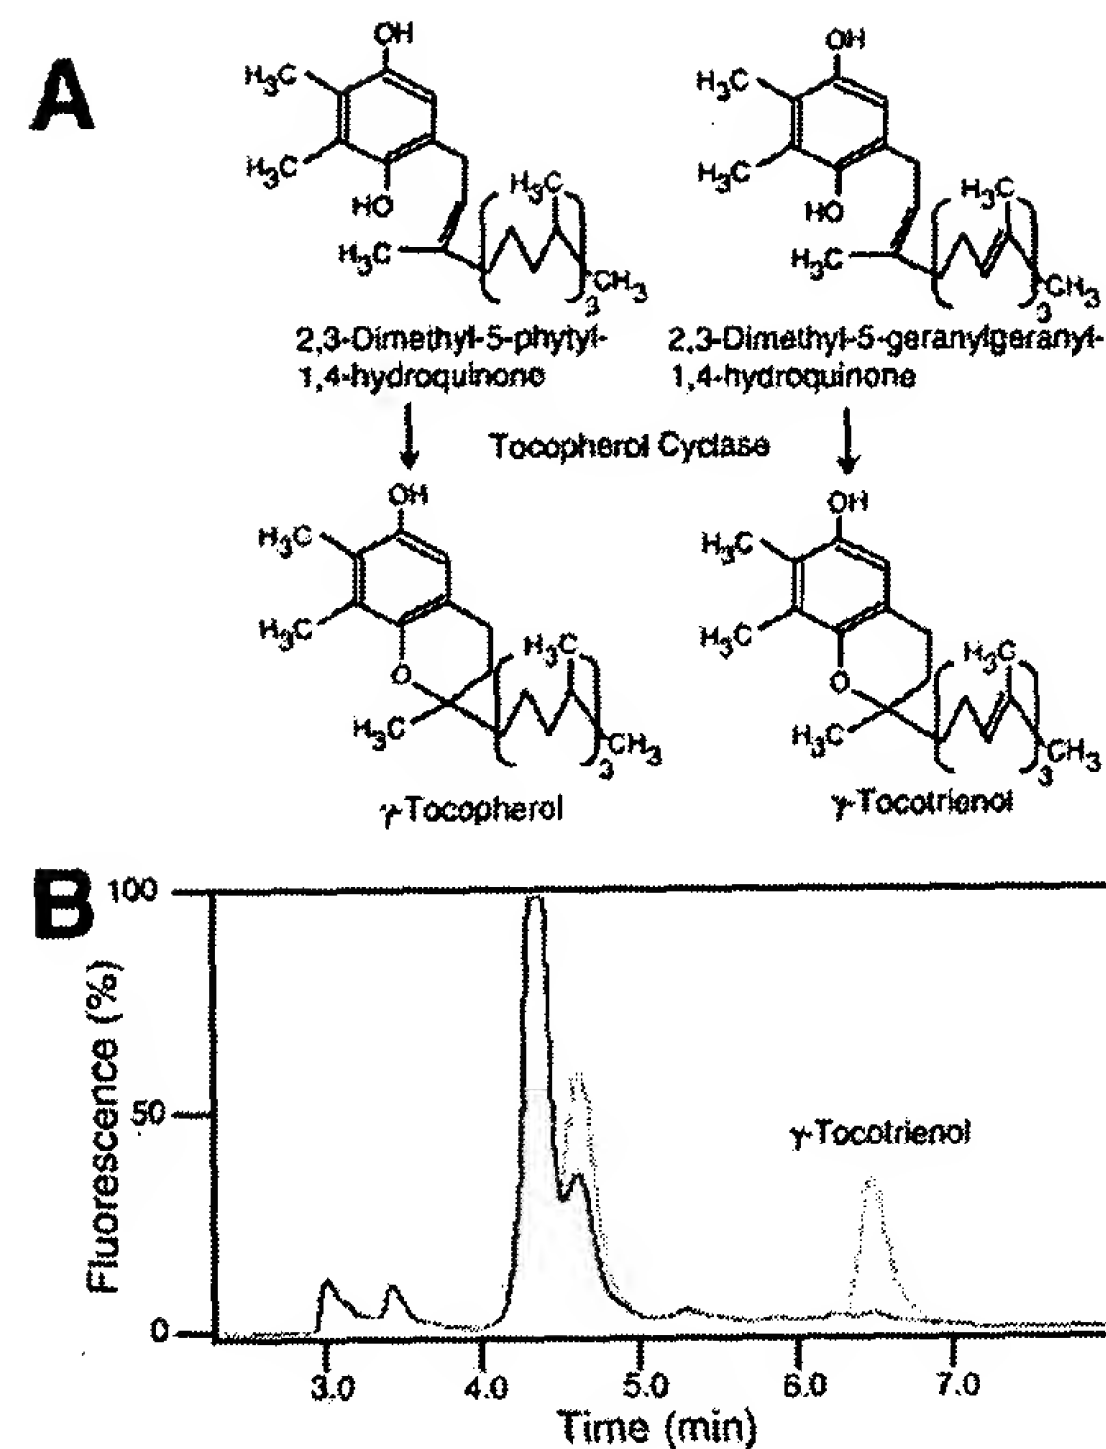 A
OH
OH
H3C
H3C
H3C
H3C
HO
HO
H3C
H3C
H3C
H3C
3
CH3
3
CH3
2,3-Dimethyl-5-phytyl-
1,4-hydroquinone
2,3-Dimethyl-5-geranylgeranyl-
1,4-hydroquinone
Tocopherol Cyclase
OH
OH
H3C
H3C
H3C
H3C
O
O
H3C
H3C
H3C
H3C
3
CH3
3
CH3
γ-Tocopherol
γ-Tocotrienol
B
100
50
0
Fluorescence (%)
γ-Tocotrienol
3.0 4.0 5.0 6.0 7.0
Time (min)